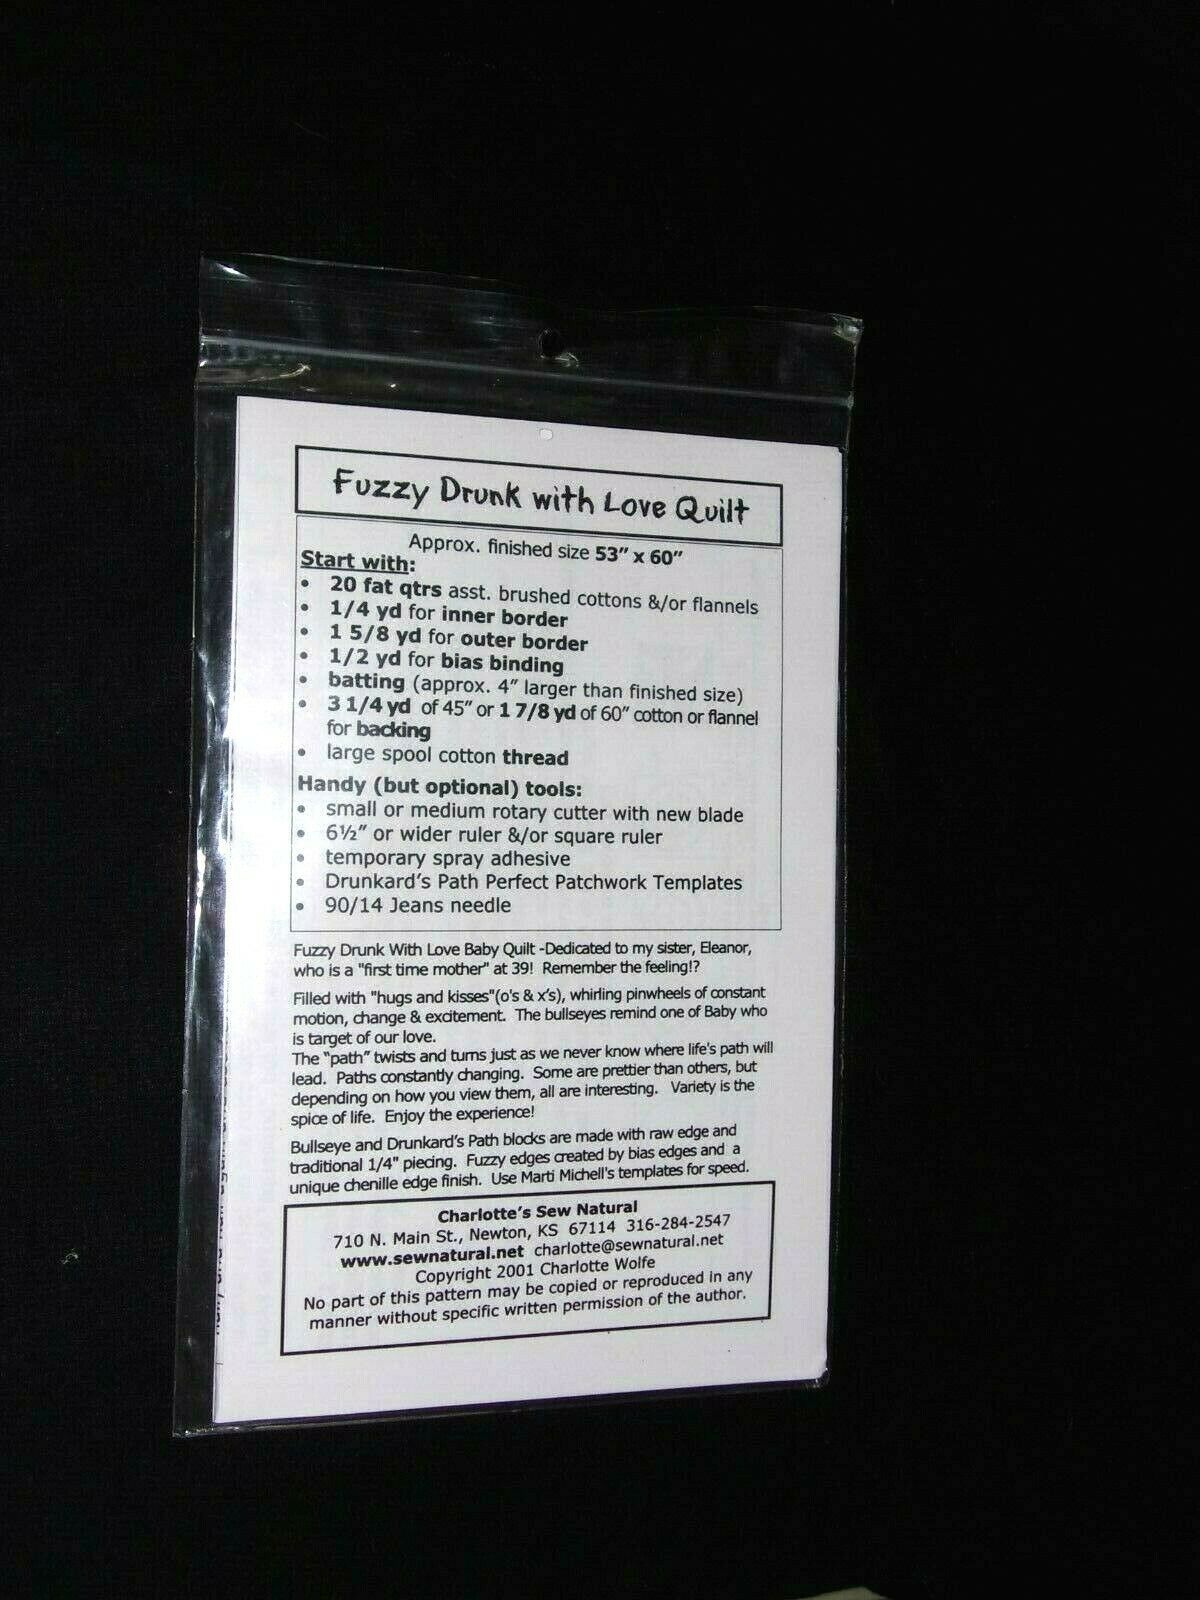 Fuzzy Drunk with Love Quilt
Approx. finished size 53" x 60"
Start with:
• 20 fat qtrs asst. brushed cottons &/or flannels
• 1/4 yd for inner border
• 1 5/8 yd for outer border
• 1/2 yd for bias binding
• batting (approx. 4" larger than finished size)
• 3 1/4 yd of 45" or 1 7/8 yd of 60" cotton or flannel
for backing
• large spool cotton thread
Handy (but optional) tools:
• small or medium rotary cutter with new blade
• 6½" or wider ruler &/or square ruler
• temporary spray adhesive
• Drunkard's Path Perfect Patchwork Templates
• 90/14 Jeans needle
Fuzzy Drunk With Love Baby Quilt -Dedicated to my sister, Eleanor,
who is a "first time mother" at 39! Remember the feeling!?
Filled with "hugs and kisses"(o's & x's), whirling pinwheels of constant
motion, change & excitement. The bullseyes remind one of Baby who
is target of our love.
The "path" twists and turns just as we never know where life's path will
lead. Paths constantly changing. Some are prettier than others, but
depending on how you view them, all are interesting. Variety is the
spice of life. Enjoy the experience!
Bullseye and Drunkard's Path blocks are made with raw edge and
traditional 1/4" piecing. Fuzzy edges created by bias edges and a
unique chenille edge finish. Use Marti Michell's templates for speed.
Charlotte's Sew Natural
710 N. Main St., Newton, KS 67114 316-284-2547
www.sewnatural.net charlotte@sewnatural.net
Copyright 2001 Charlotte Wolfe
No part of this pattern may be copied or reproduced in any
manner without specific written permission of the author.